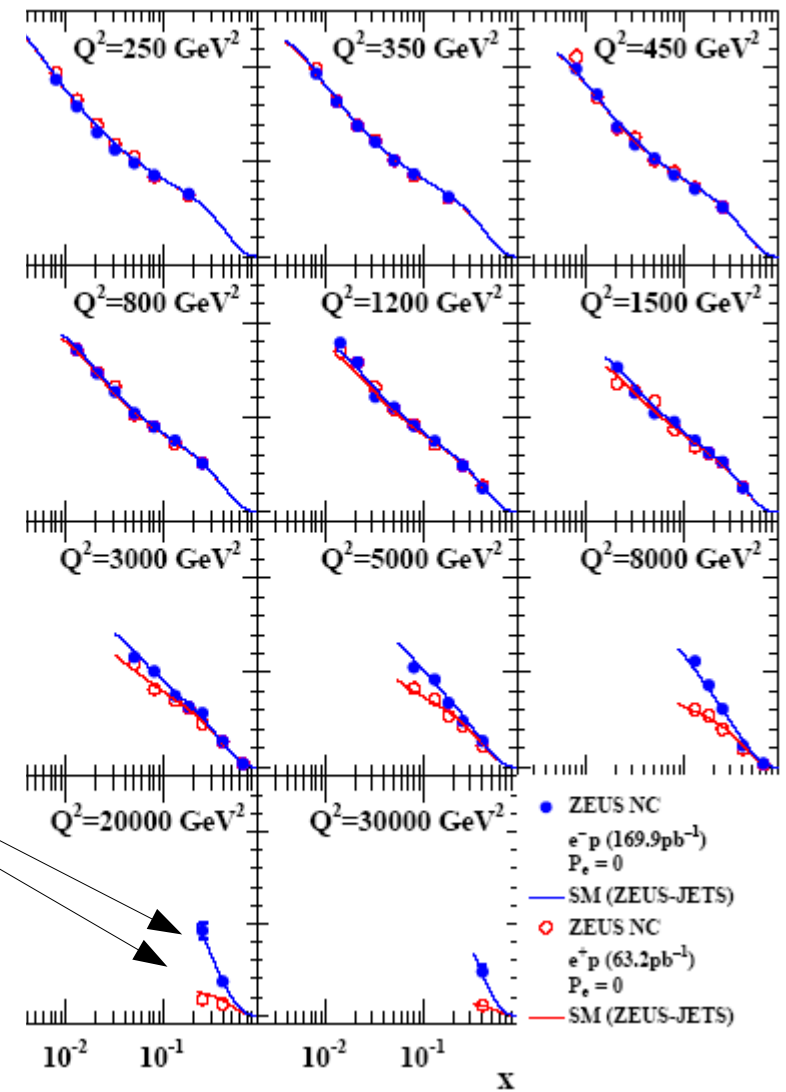 Q²=250 GeV²
Q²=350 GeV²
Q²=450 GeV²
Q²=800 GeV²
Q²=1200 GeV²
Q²=1500 GeV²
Q²=3000 GeV²
Q²=5000 GeV²
Q²=8000 GeV²
Q²=20000 GeV²
Q²=30000 GeV²
ZEUS NC
e⁻p (169.9pb⁻¹)
Pₑ = 0
SM (ZEUS-JETS)
ZEUS NC
e⁺p (63.2pb⁻¹)
Pₑ = 0
SM (ZEUS-JETS)
10⁻² 10⁻¹ 10⁻² 10⁻¹
x